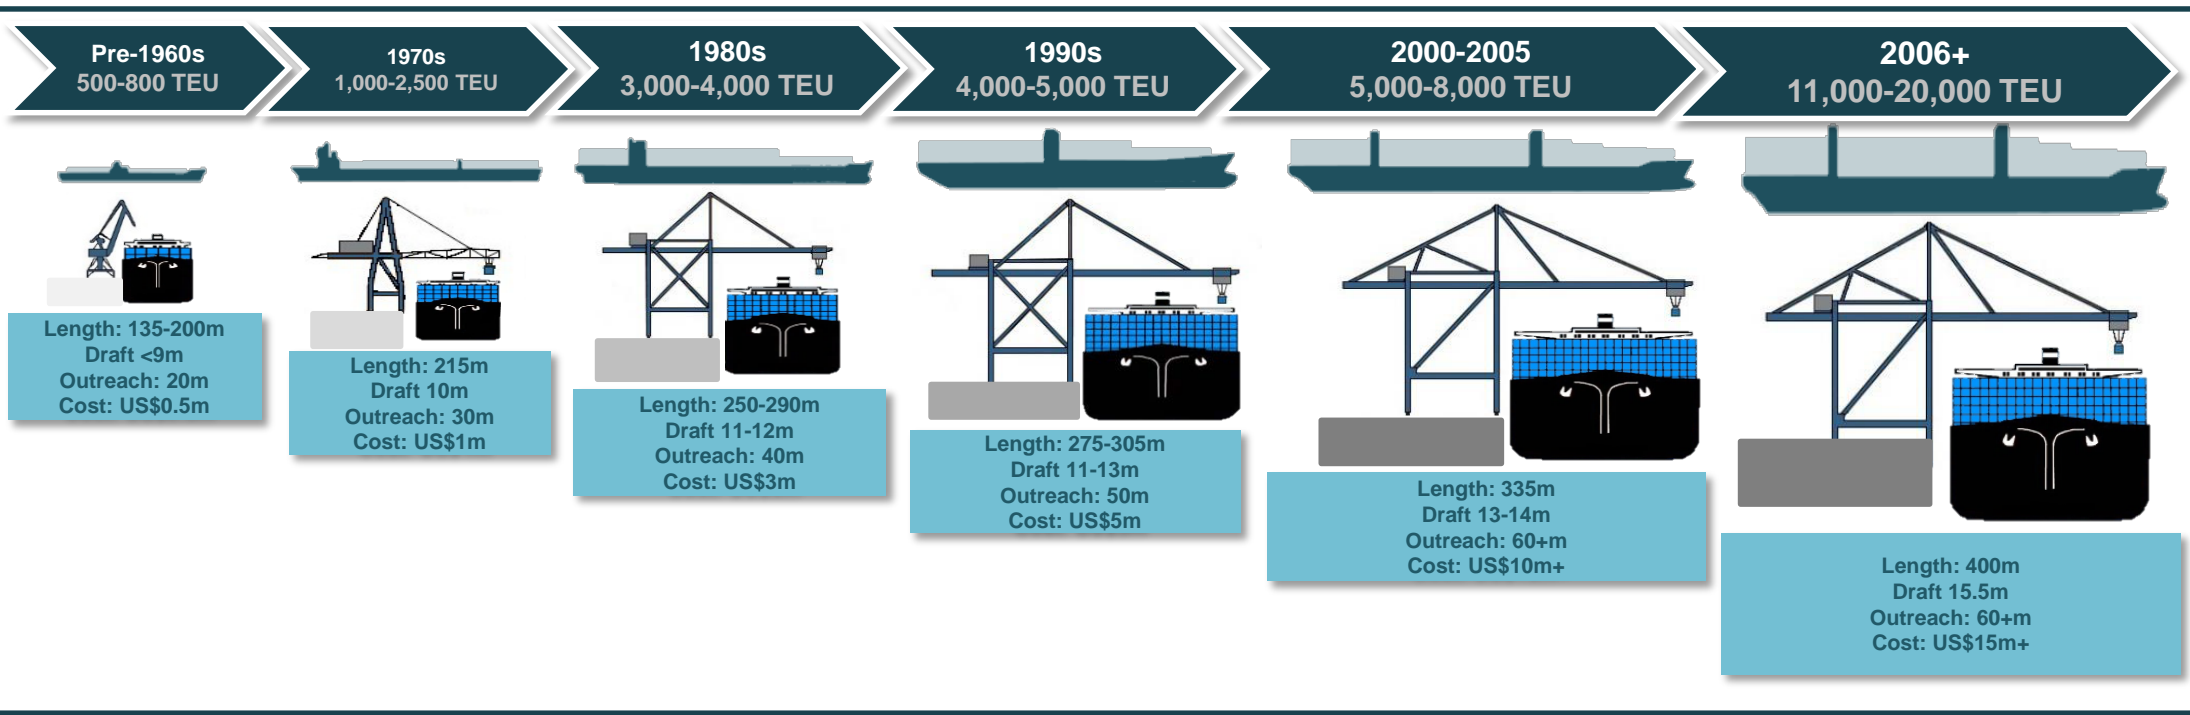 Pre-1960s
500-800 TEU
1970s
1,000-2,500 TEU
1980s
3,000-4,000 TEU
1990s
4,000-5,000 TEU
2000-2005
5,000-8,000 TEU
2006+
11,000-20,000 TEU
Length: 135-200m
Draft <9m
Outreach: 20m
Cost: US$0.5m
Length: 215m
Draft 10m
Outreach: 30m
Cost: US$1m
Length: 250-290m
Draft 11-12m
Outreach: 40m
Cost: US$3m
Length: 275-305m
Draft 11-13m
Outreach: 50m
Cost: US$5m
Length: 335m
Draft 13-14m
Outreach: 60+m
Cost: US$10m+
Length: 400m
Draft 15.5m
Outreach: 60+m
Cost: US$15m+